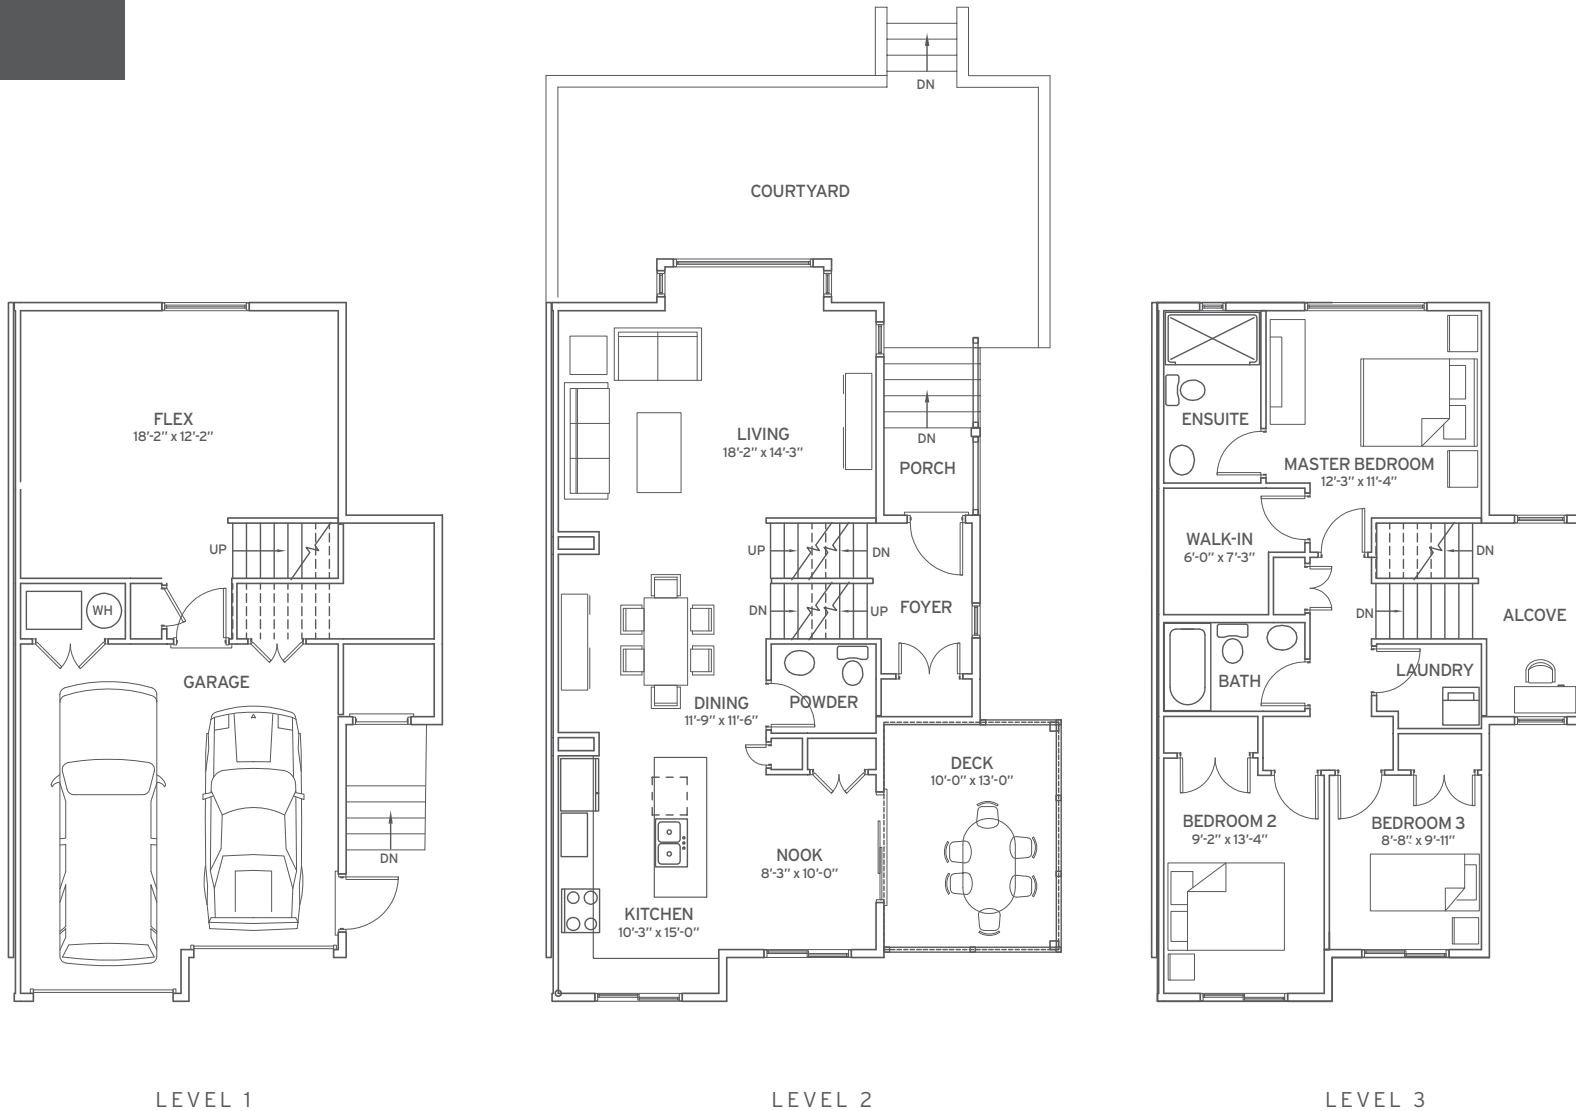 FLEX
18'-2" x 12'-2"
UP
WH
GARAGE
DN
LEVEL 1
DN
COURTYARD
LIVING
18'-2" x 14'-3"
DN
PORCH
UP
DN
DN
UP
FOYER
DINING
11'-9" x 11'-6"
POWDER
DECK
10'-0" x 13'-0"
NOOK
8'-3" x 10'-0"
KITCHEN
10'-3" x 15'-0"
LEVEL 2
ENSUITE
MASTER BEDROOM
12'-3" x 11'-4"
WALK-IN
6'-0" x 7'-3"
DN
DN
ALCOVE
LAUNDRY
BATH
BEDROOM 2
9'-2" x 13'-4"
BEDROOM 3
8'-8" x 9'-11"
LEVEL 3